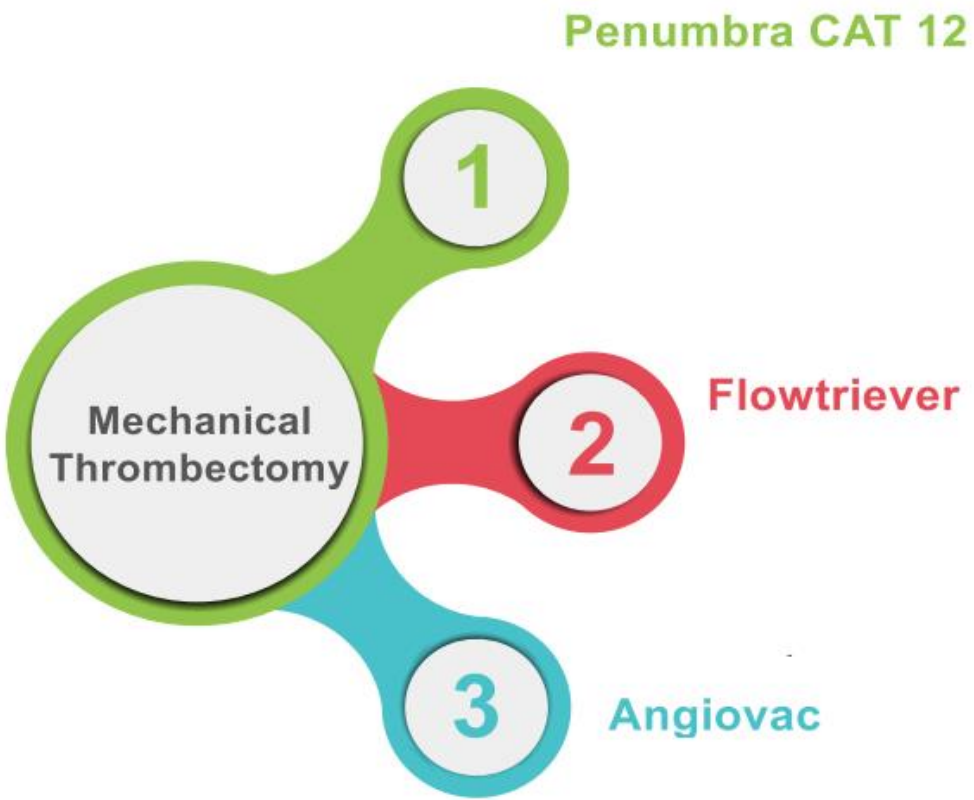 Penumbra CAT 12
1
Mechanical
Thrombectomy
2
Flowtriever
3
Angiovac